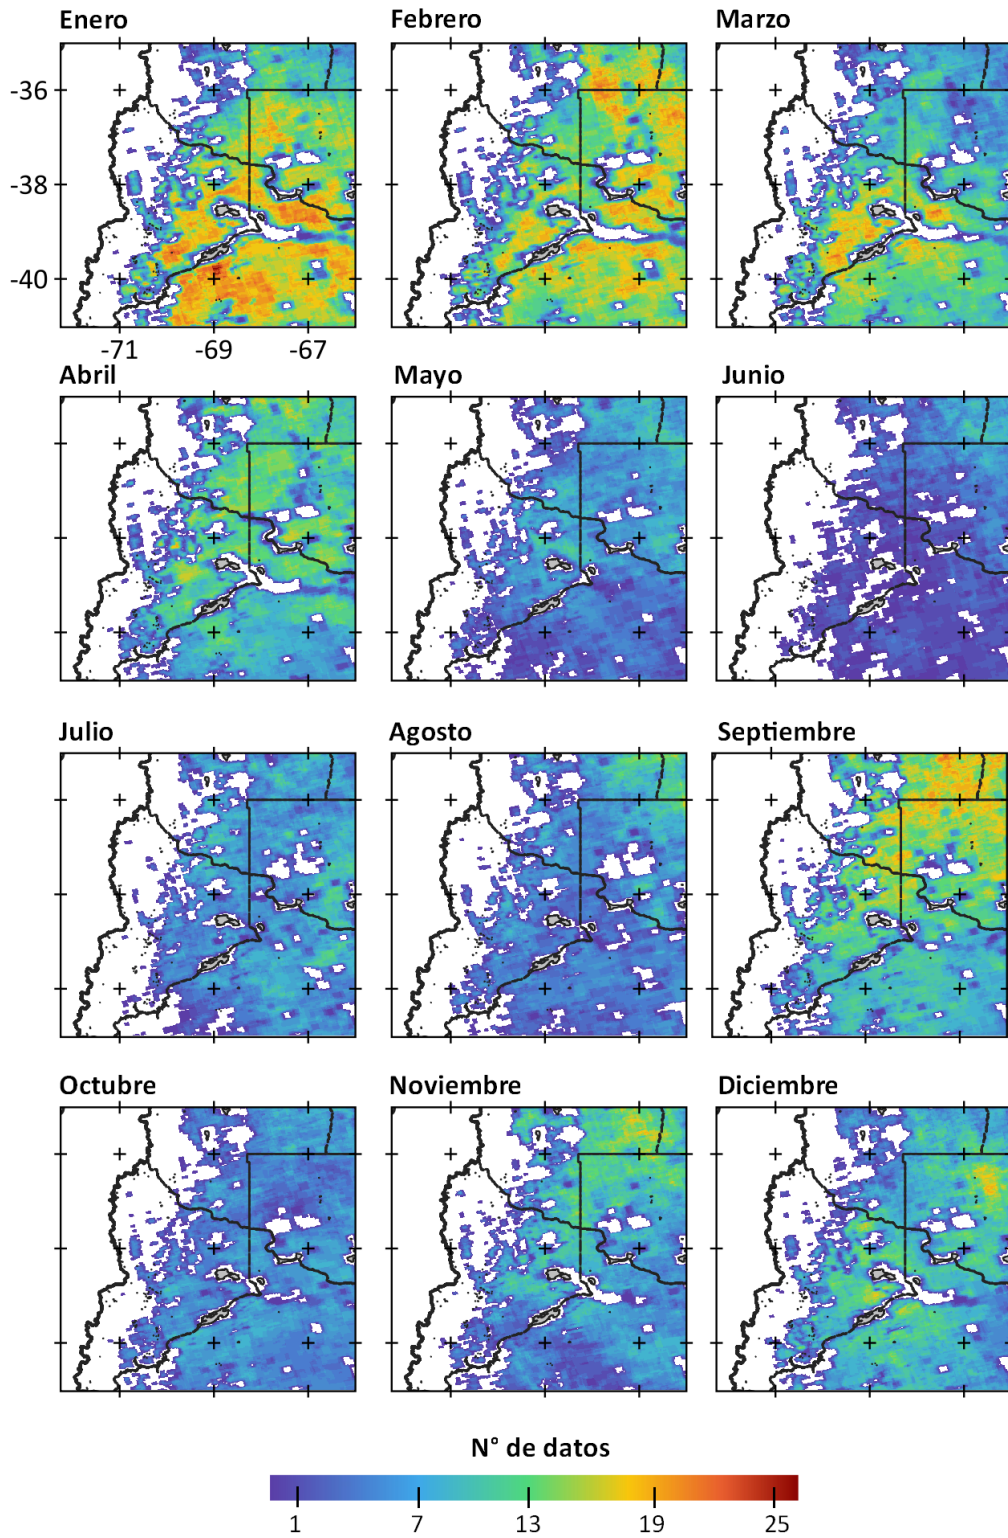 Enero
Febrero
Marzo
-36
-38
-40
-71
-69
-67
Abril
Mayo
Junio
Julio
Agosto
Septiembre
Octubre
Noviembre
Diciembre
N° de datos
1
7
13
19
25